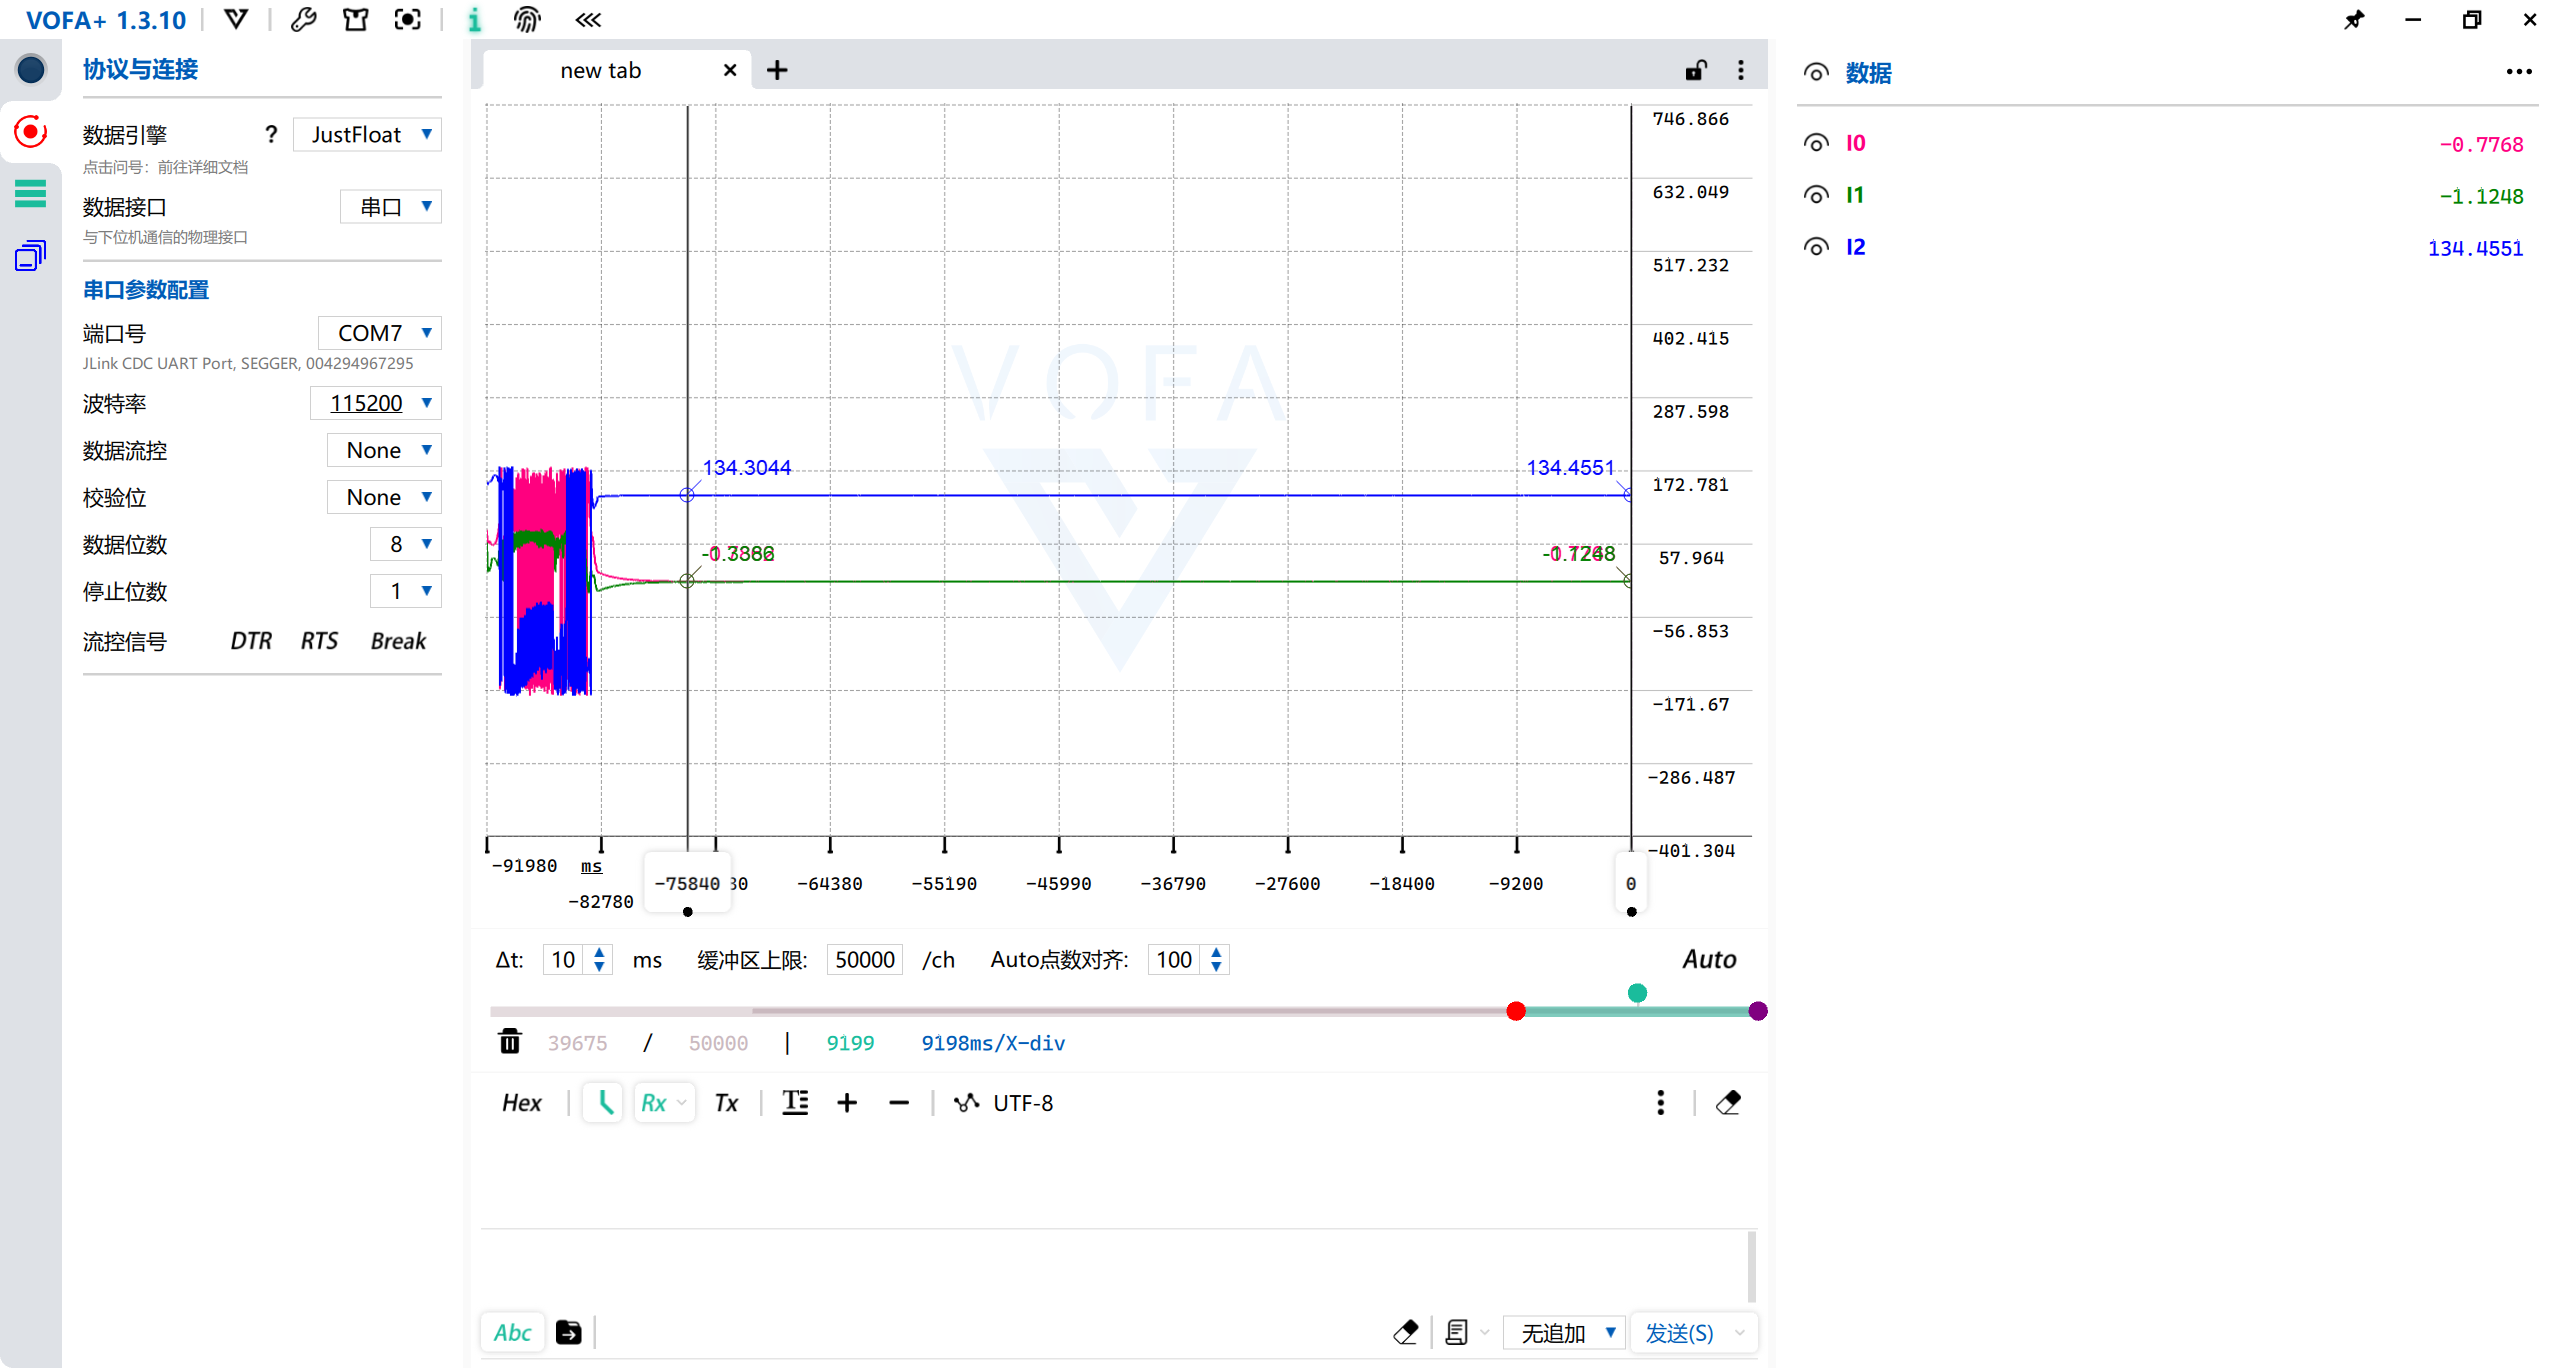 VOFA+ 1.3.10
协议与连接
数据引擎 ? JustFloat
点击问号：前往详细文档
数据接口 串口
与下位机通信的物理接口
串口参数配置
端口号 COM7
JLink CDC UART Port, SEGGER, 004294967295
波特率 115200
数据流控 None
校验位 None
数据位数 8
停止位数 1
流控信号 DTR RTS Break
new tab
VOFA
746.866
632.049
517.232
402.415
287.598
172.781
57.964
-56.853
-171.67
-286.487
-401.304
134.3044
134.4551
-1.1248
-91980 ms
-82780
-75840
-64380
-55190
-45990
-36790
-27600
-18400
-9200
0
Δt: 10 ms 缓冲区上限: 50000 /ch Auto点数对齐: 100 Auto
39675 / 50000 | 9199 9198ms/X-div
Hex Rx Tx UTF-8
Abc 无追加 发送(S)
数据
I0 -0.7768
I1 -1.1248
I2 134.4551